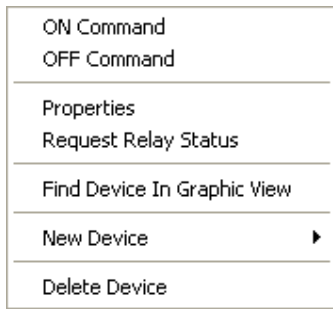 ON Command
OFF Command
Properties
Request Relay Status
Find Device In Graphic View
New Device
Delete Device